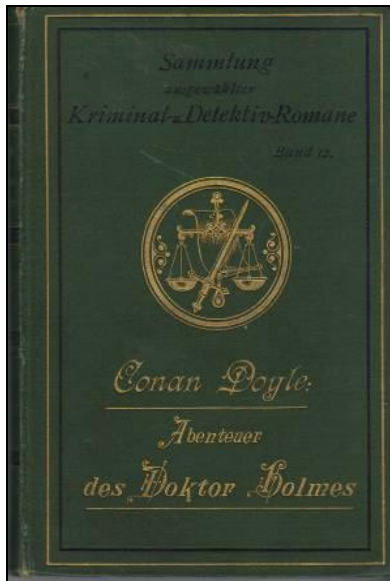 Sammlung
ausgewählter
Kriminal- u. Detektiv-Romane
Band 12.
Conan Doyle:
Abenteuer
des Doktor Holmes